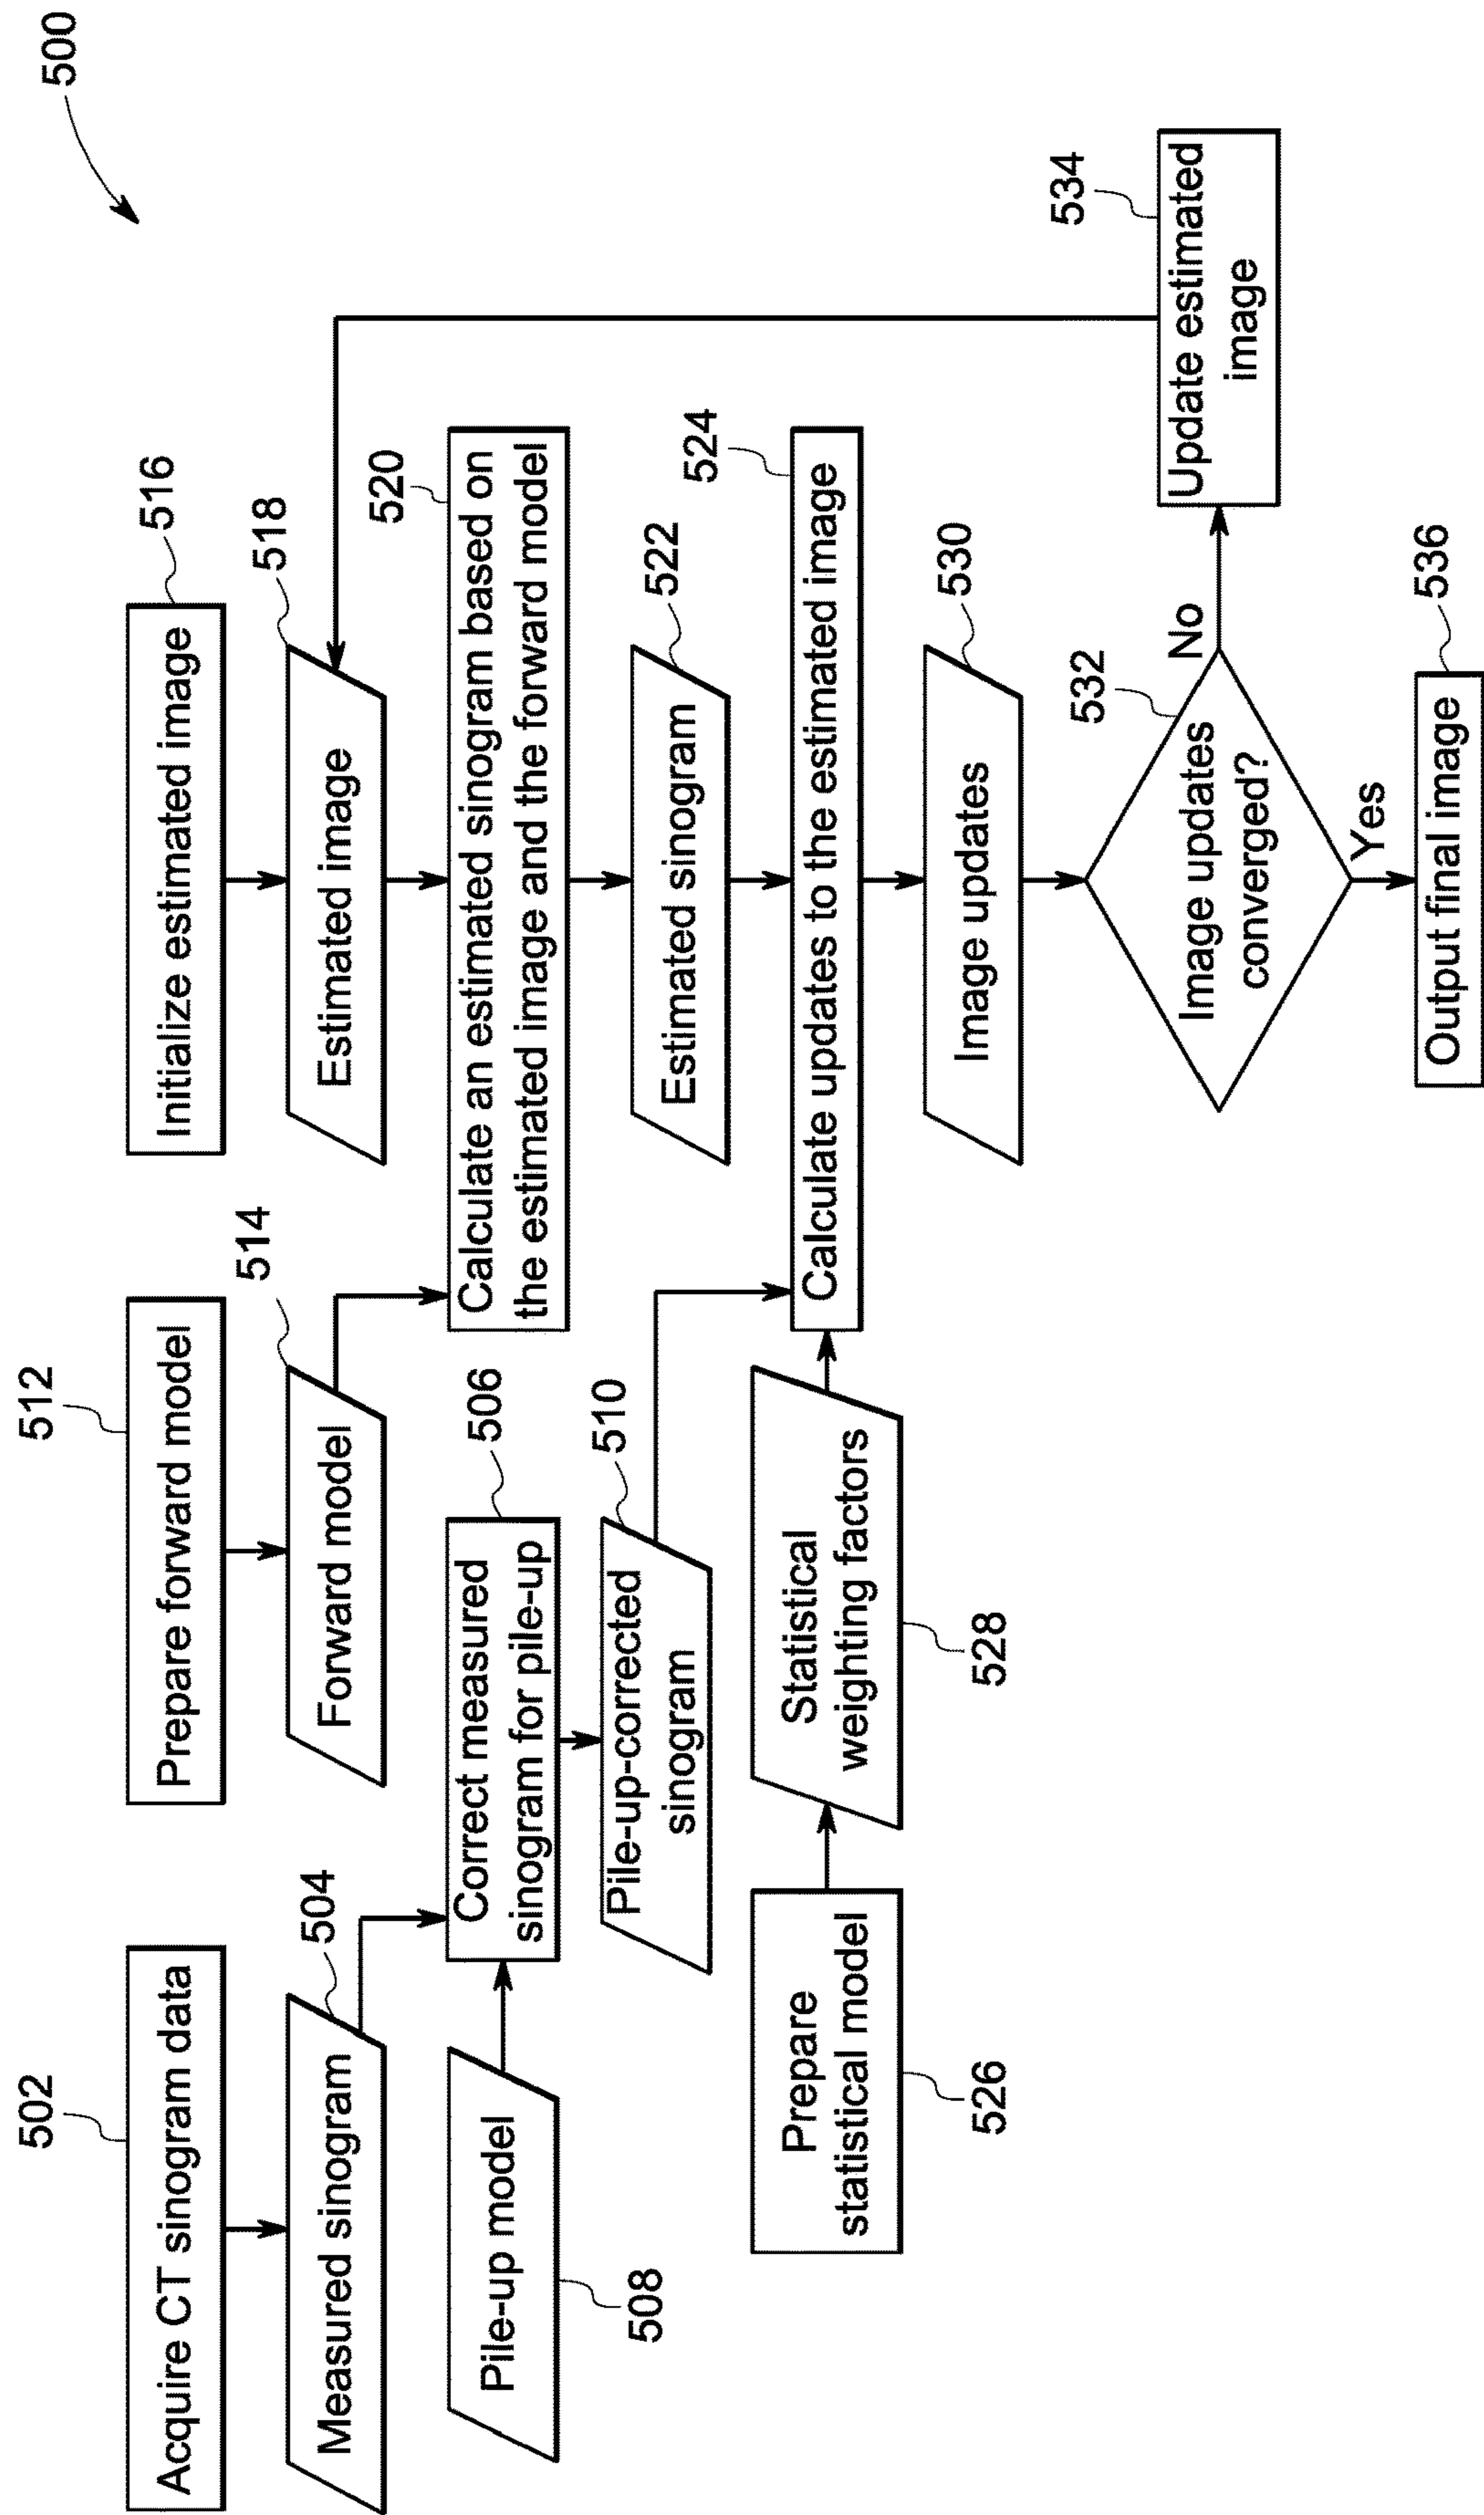 500
502
Acquire CT sinogram data
512
Prepare forward model
Initialize estimated image
516
Measured sinogram
504
Forward model
514
Estimated image
518
Pile-up model
508
Correct measured
sinogram for pile-up
506
Calculate an estimated sinogram based on
the estimated image and the forward model
520
Pile-up-corrected
sinogram
510
Estimated sinogram
522
Prepare
statistical model
526
Statistical
weighting factors
528
Calculate updates to the estimated image
524
Image updates
530
Image updates
converged?
532
No
Update estimated
image
534
Yes
Output final image
536